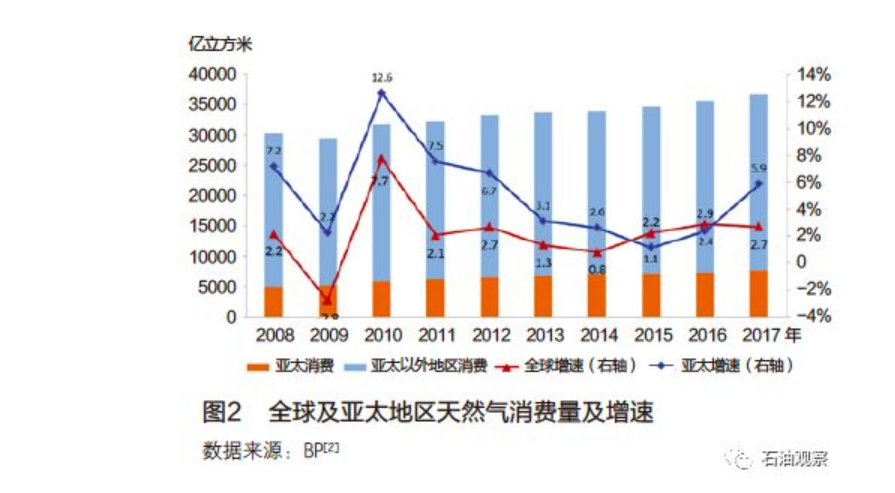 亿立方米
40000 14%
35000 12%
30000 10%
25000 8%
20000 6%
15000 4%
10000 2%
5000 0
0 -2%
-4%
7.2 2.2 12.6 7.5 6.7 3.1 2.6 1.1 2.4 5.9
2.2 -2.8 7.7 2.1 2.7 1.3 0.8 2.2 2.9 2.7
2008 2009 2010 2011 2012 2013 2014 2015 2016 2017 年
亚太消费 亚太以外地区消费 全球增速（右轴） 亚太增速（右轴）
图2 全球及亚太地区天然气消费量及增速
数据来源：BP[2]
石油观察